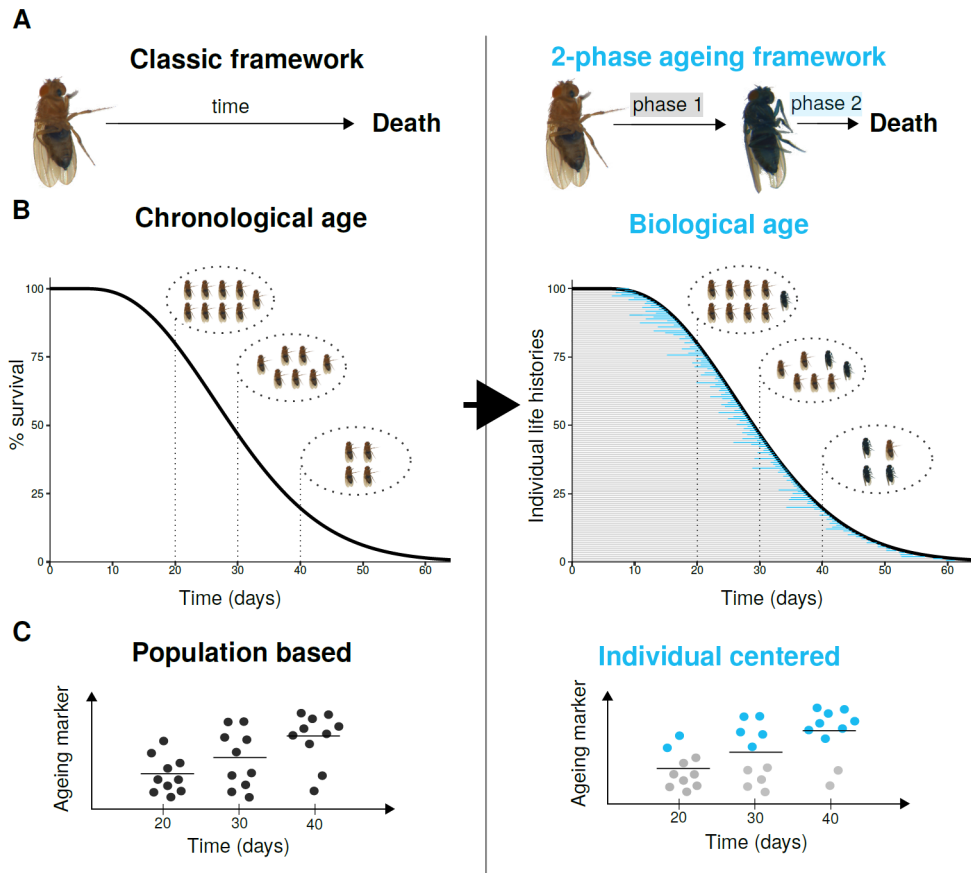 A
Classic framework
time
Death
2-phase ageing framework
phase 1
phase 2
Death
B
Chronological age
% survival
100
75
50
25
0
0 10 20 30 40 50 60
Time (days)
Biological age
Individual life histories
100
75
50
25
0
0 10 20 30 40 50 60
Time (days)
C
Population based
Ageing marker
20 30 40
Time (days)
Individual centered
Ageing marker
20 30 40
Time (days)